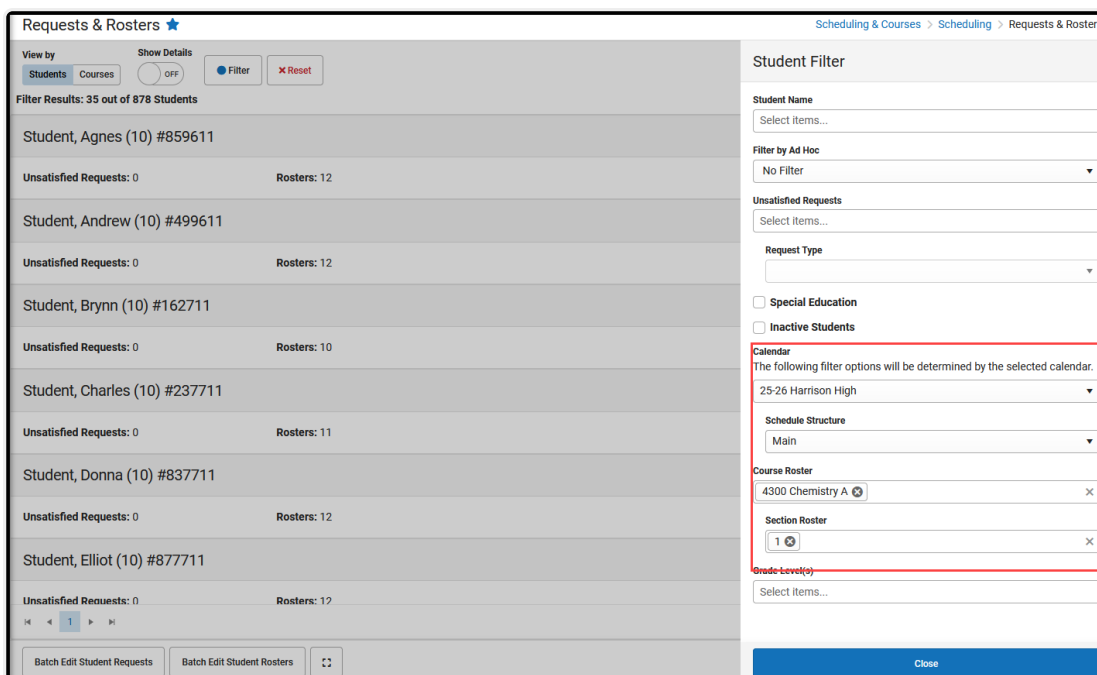 Requests & Rosters
Scheduling & Courses > Scheduling > Requests & Roster
View by
Show Details
Students Courses
OFF
Filter
Reset
Filter Results: 35 out of 878 Students
Student, Agnes (10) #859611
Unsatisfied Requests: 0 Rosters: 12
Student, Andrew (10) #499611
Unsatisfied Requests: 0 Rosters: 12
Student, Brynn (10) #162711
Unsatisfied Requests: 0 Rosters: 10
Student, Charles (10) #237711
Unsatisfied Requests: 0 Rosters: 11
Student, Donna (10) #837711
Unsatisfied Requests: 0 Rosters: 12
Student, Elliot (10) #877711
Unsatisfied Requests: 0 Rosters: 12
1
Batch Edit Student Requests Batch Edit Student Rosters
Student Filter
Student Name
Select items...
Filter by Ad Hoc
No Filter
Unsatisfied Requests
Select items...
Request Type
Special Education
Inactive Students
Calendar
The following filter options will be determined by the selected calendar.
25-26 Harrison High
Schedule Structure
Main
Course Roster
4300 Chemistry A
Section Roster
1
Grade Level(s)
Select items...
Close